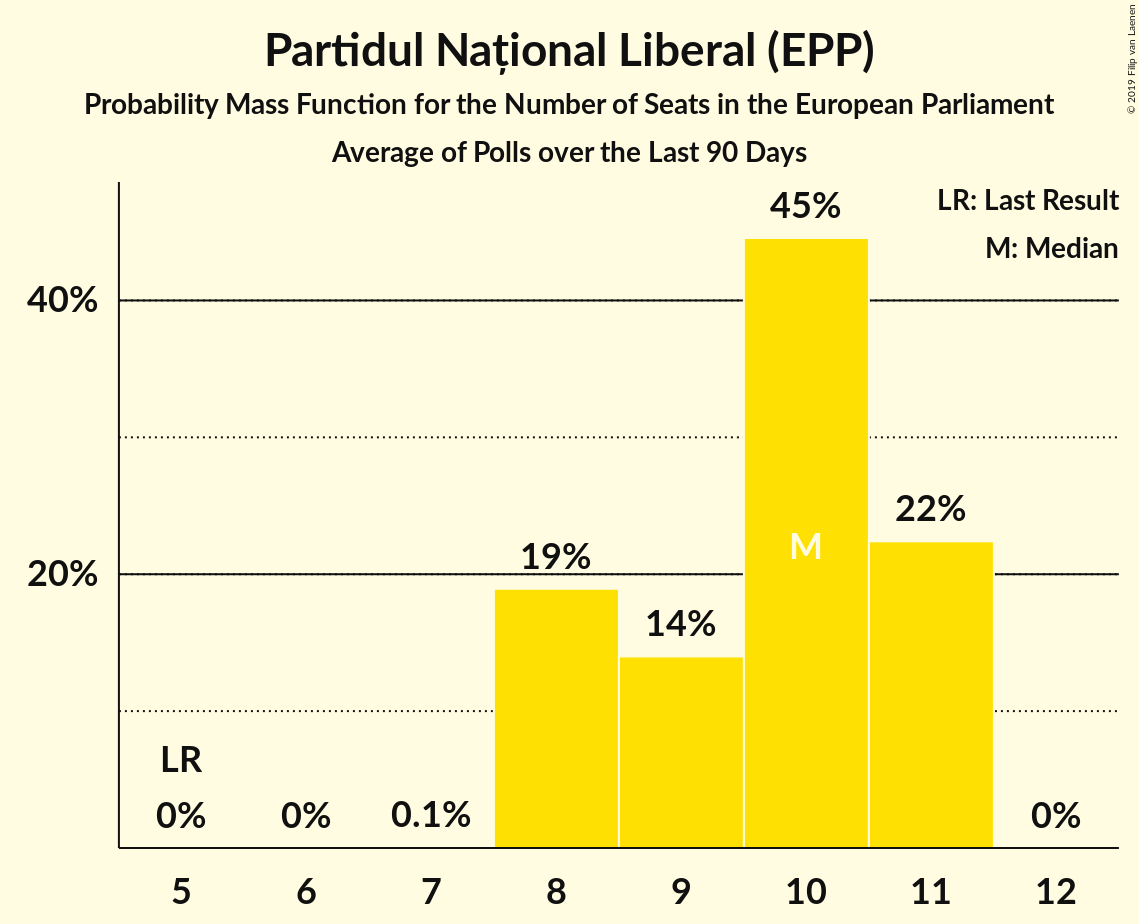 Partidul Național Liberal (EPP)
Probability Mass Function for the Number of Seats in the European Parliament
Average of Polls over the Last 90 Days
© 2019 Filip van Laenen
LR: Last Result
M: Median
45%
40%
22%
M
19%
20%
14%
LR
0%
0%
0.1%
0%
5
6
7
8
9
10
11
12